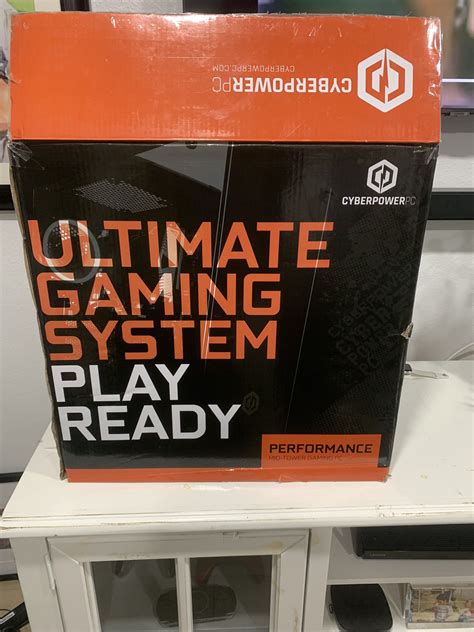 CYBERPOWERPC
CYBERPOWERPC.COM
CYBERPOWERPC
ULTIMATE
GAMING
SYSTEM
PLAY
READY
PERFORMANCE
MID-TOWER GAMING PC